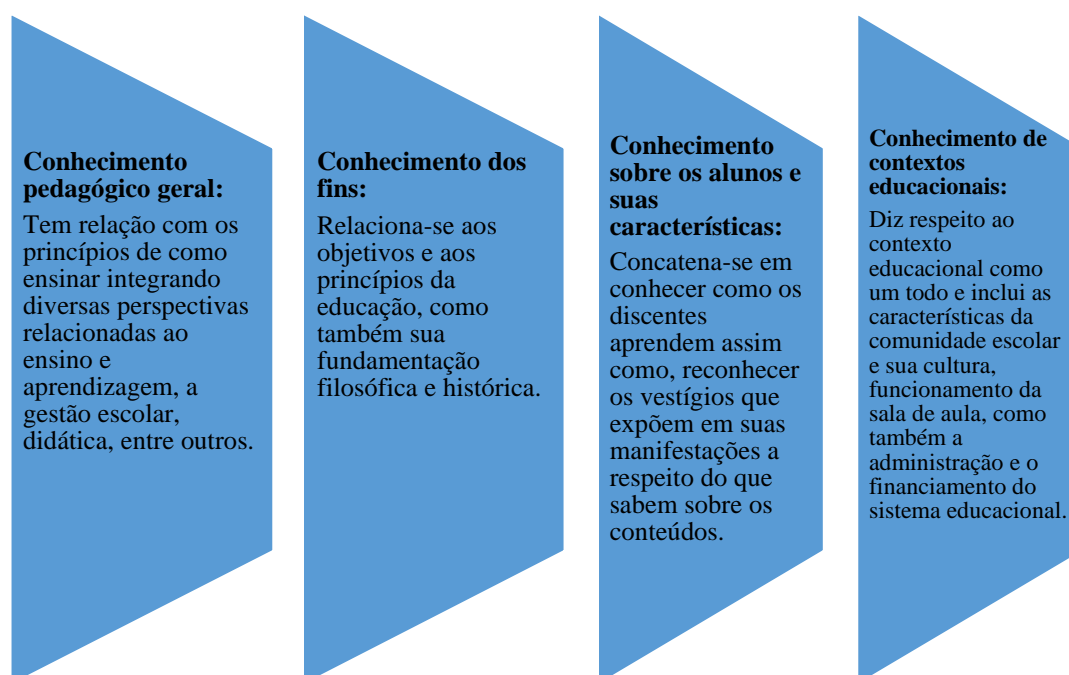 Conhecimento
pedagógico geral:
Tem relação com os
princípios de como
ensinar integrando
diversas perspectivas
relacionadas ao
ensino e
aprendizagem, a
gestão escolar,
didática, entre outros.
Conhecimento dos
fins:
Relaciona-se aos
objetivos e aos
princípios da
educação, como
também sua
fundamentação
filosófica e histórica.
Conhecimento
sobre os alunos e
suas
características:
Concatena-se em
conhecer como os
discentes
aprendem assim
como, reconhecer
os vestígios que
expõem em suas
manifestações a
respeito do que
sabem sobre os
conteúdos.
Conhecimento de
contextos
educacionais:
Diz respeito ao
contexto
educacional como
um todo e inclui as
características da
comunidade escolar
e sua cultura,
funcionamento da
sala de aula, como
também a
administração e o
financiamento do
sistema educacional.